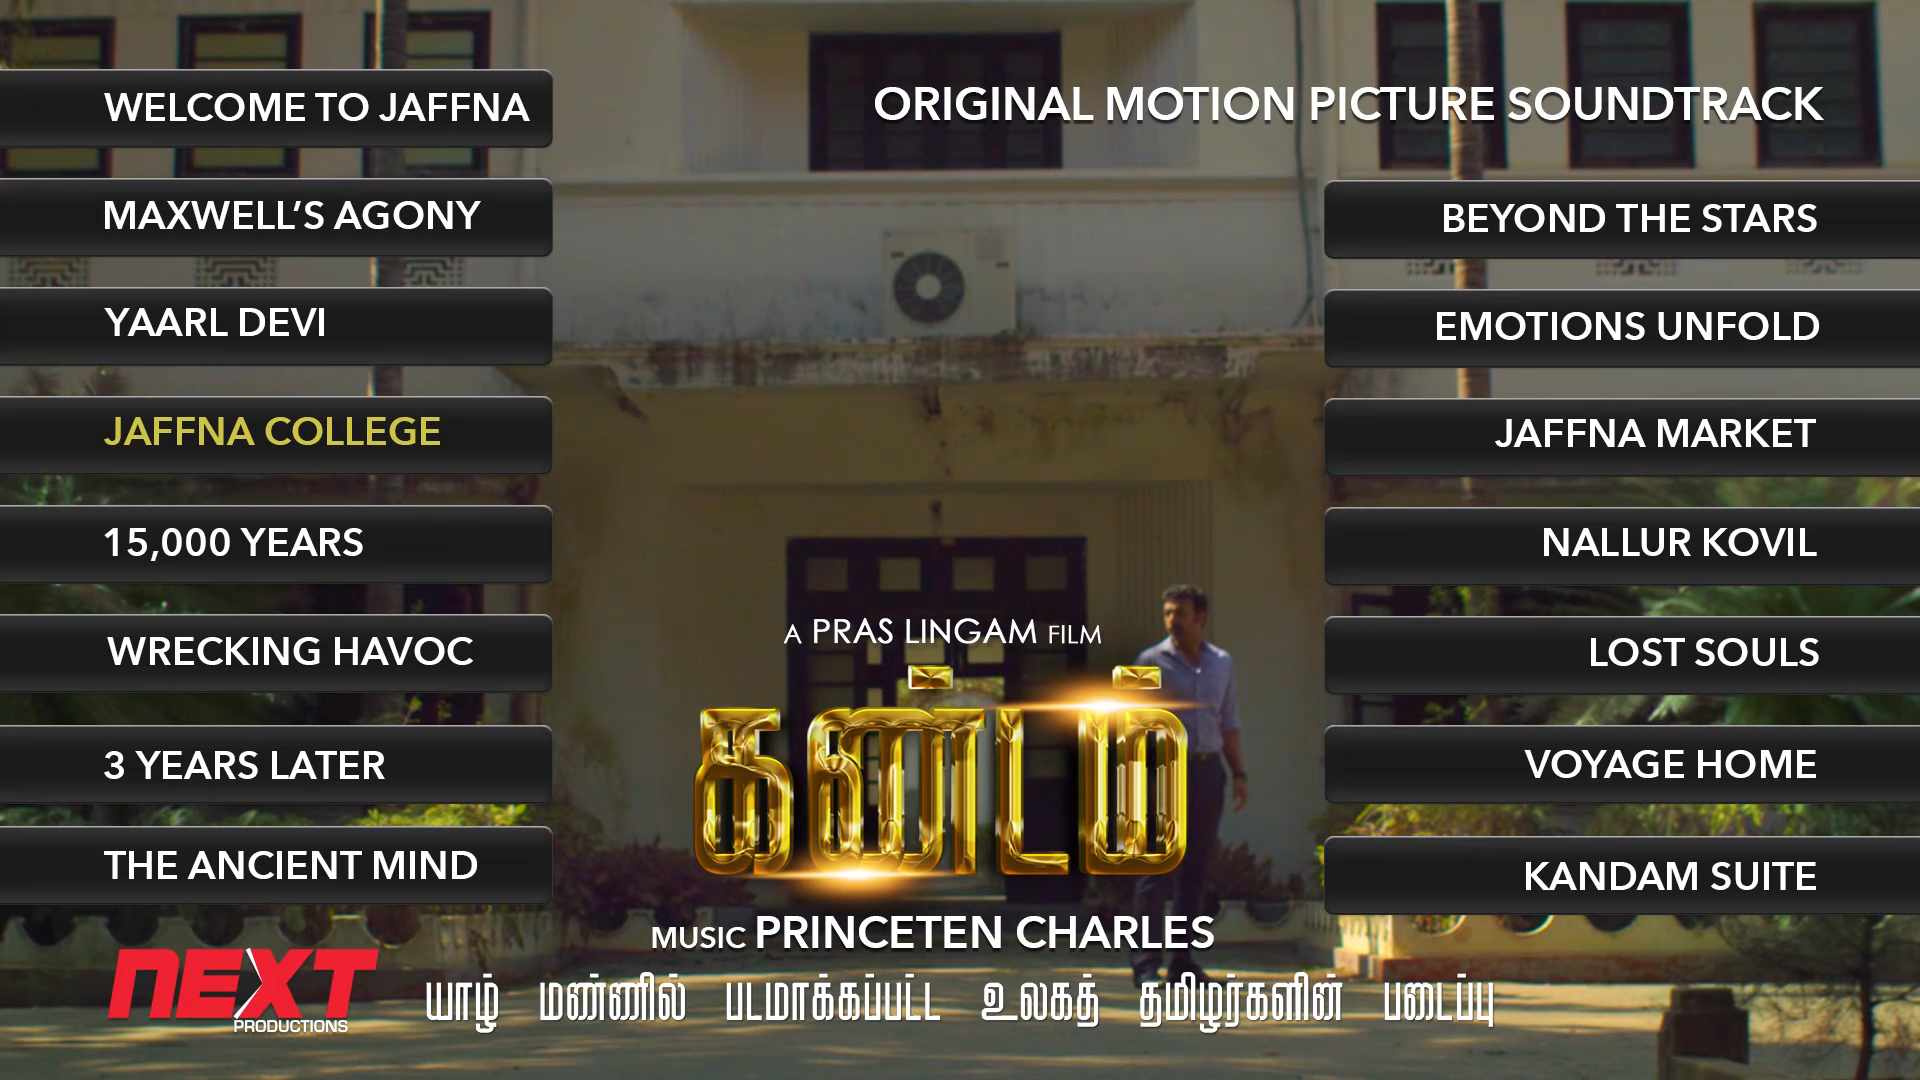 WELCOME TO JAFFNA
MAXWELL'S AGONY
YAARL DEVI
JAFFNA COLLEGE
15,000 YEARS
WRECKING HAVOC
3 YEARS LATER
THE ANCIENT MIND
ORIGINAL MOTION PICTURE SOUNDTRACK
BEYOND THE STARS
EMOTIONS UNFOLD
JAFFNA MARKET
NALLUR KOVIL
LOST SOULS
VOYAGE HOME
KANDAM SUITE
A PRAS LINGAM FILM
கண்டம்
MUSIC PRINCETEN CHARLES
யாழ் மண்ணில் படமாக்கப்பட்ட உலகத் தமிழர்களின் படைப்பு
NEXT
PRODUCTIONS